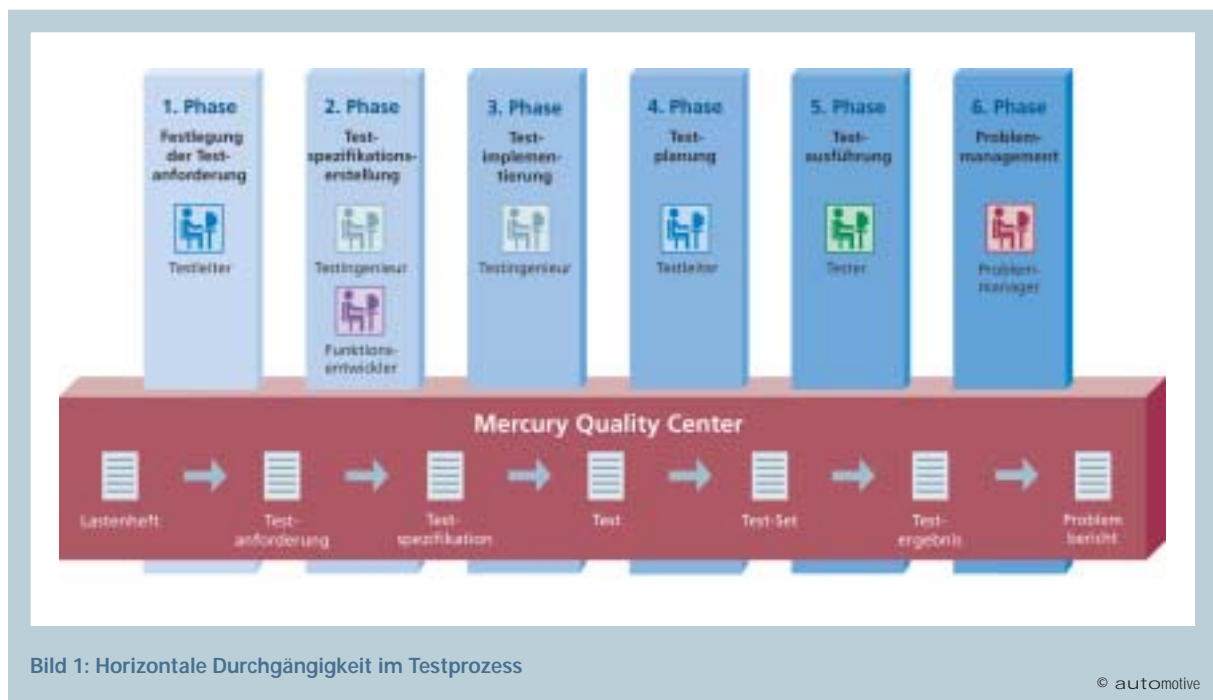 1. Phase
Festlegung
der Test-
anforderung
Testleiter
2. Phase
Test-
spezifikations-
erstellung
Testingenieur
Funktions-
entwickler
3. Phase
Test-
implemen-
tierung
Testingenieur
4. Phase
Test-
planung
Testleiter
5. Phase
Test-
ausführung
Tester
6. Phase
Problem-
management
Problem-
manager
Mercury Quality Center
Lastenheft
Test-
anforderung
Test-
spezifikation
Test
Test-Set
Test-
ergebnis
Problem
bericht
Bild 1: Horizontale Durchgängigkeit im Testprozess
© automotive